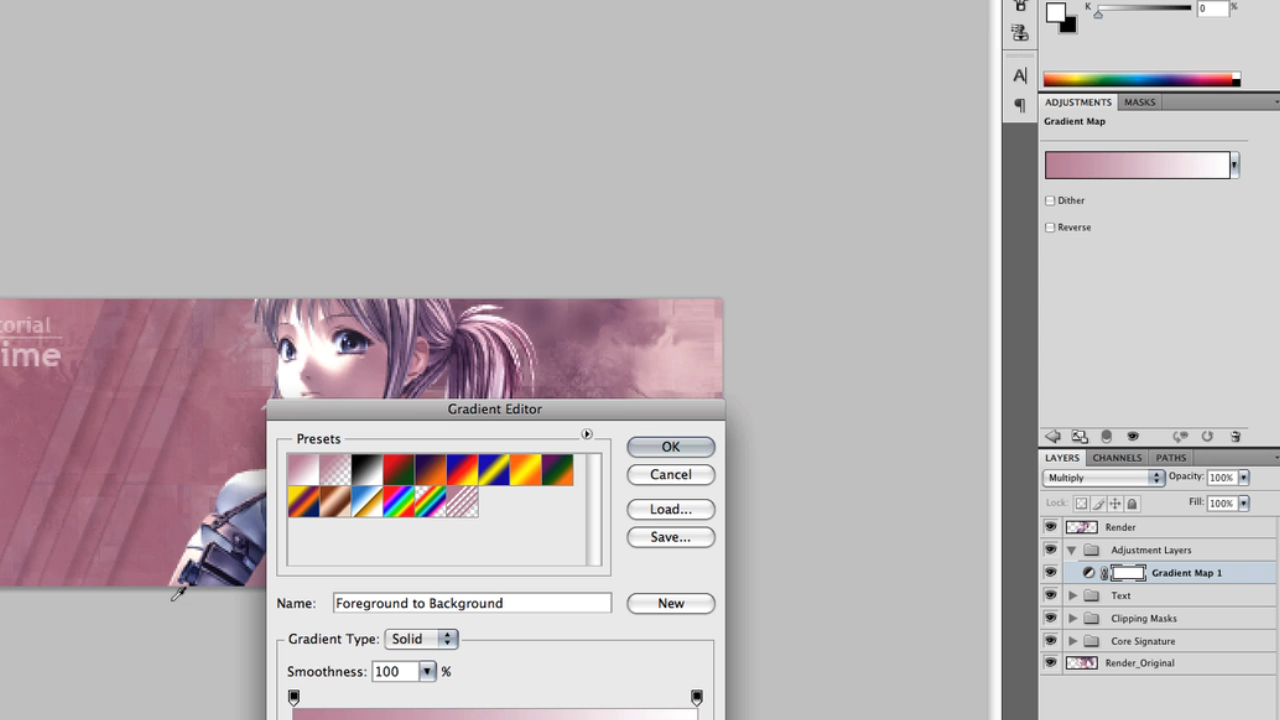 K 0 %
A
¶
ADJUSTMENTS MASKS
Gradient Map
Dither
Reverse
torial
ime
Gradient Editor
Presets
OK
Cancel
Load...
Save...
Name: Foreground to Background
New
Gradient Type: Solid
Smoothness: 100 %
LAYERS CHANNELS PATHS
Multiply Opacity: 100%
Lock: Fill: 100%
Render
Adjustment Layers
Gradient Map 1
Text
Clipping Masks
Core Signature
Render_Original